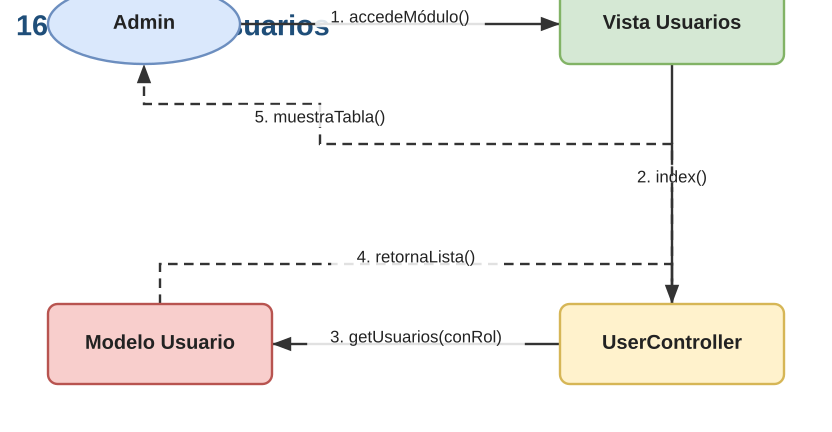 16
suarios
Admin
1. accedeMódulo()
Vista Usuarios
5. muestraTabla()
2. index()
4. retornaLista()
Modelo Usuario
3. getUsuarios(conRol)
UserController